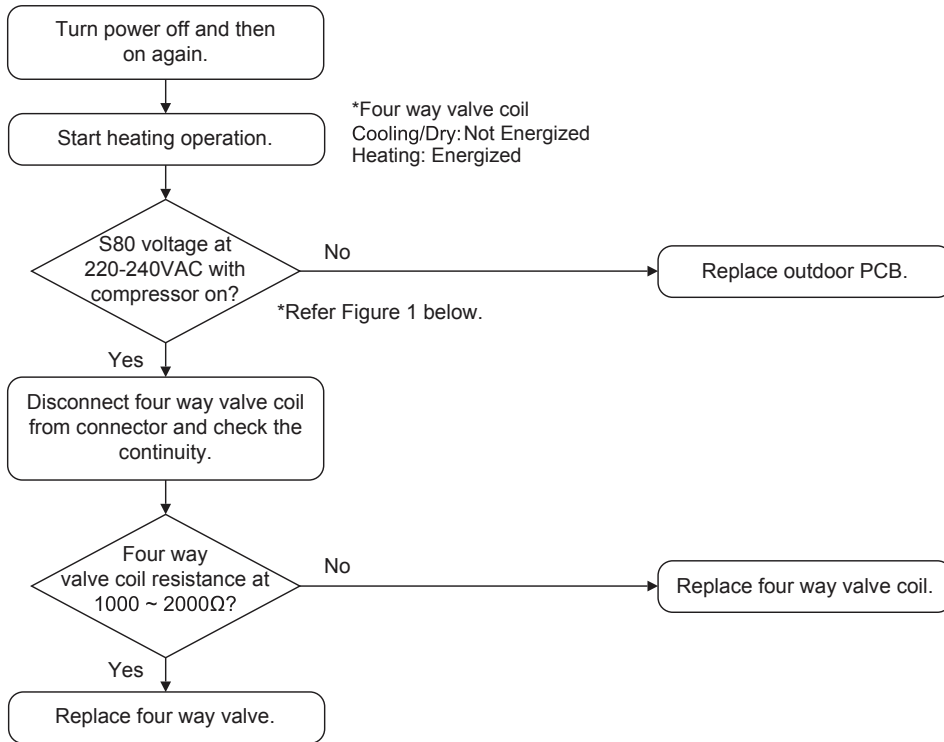 Turn power off and then
on again.
*Four way valve coil
Cooling/Dry: Not Energized
Heating: Energized
Start heating operation.
S80 voltage at
220-240VAC with
compressor on?
No
Replace outdoor PCB.
*Refer Figure 1 below.
Yes
Disconnect four way valve coil
from connector and check the
continuity.
Four way
valve coil resistance at
1000 ~ 2000Ω?
No
Replace four way valve coil.
Yes
Replace four way valve.